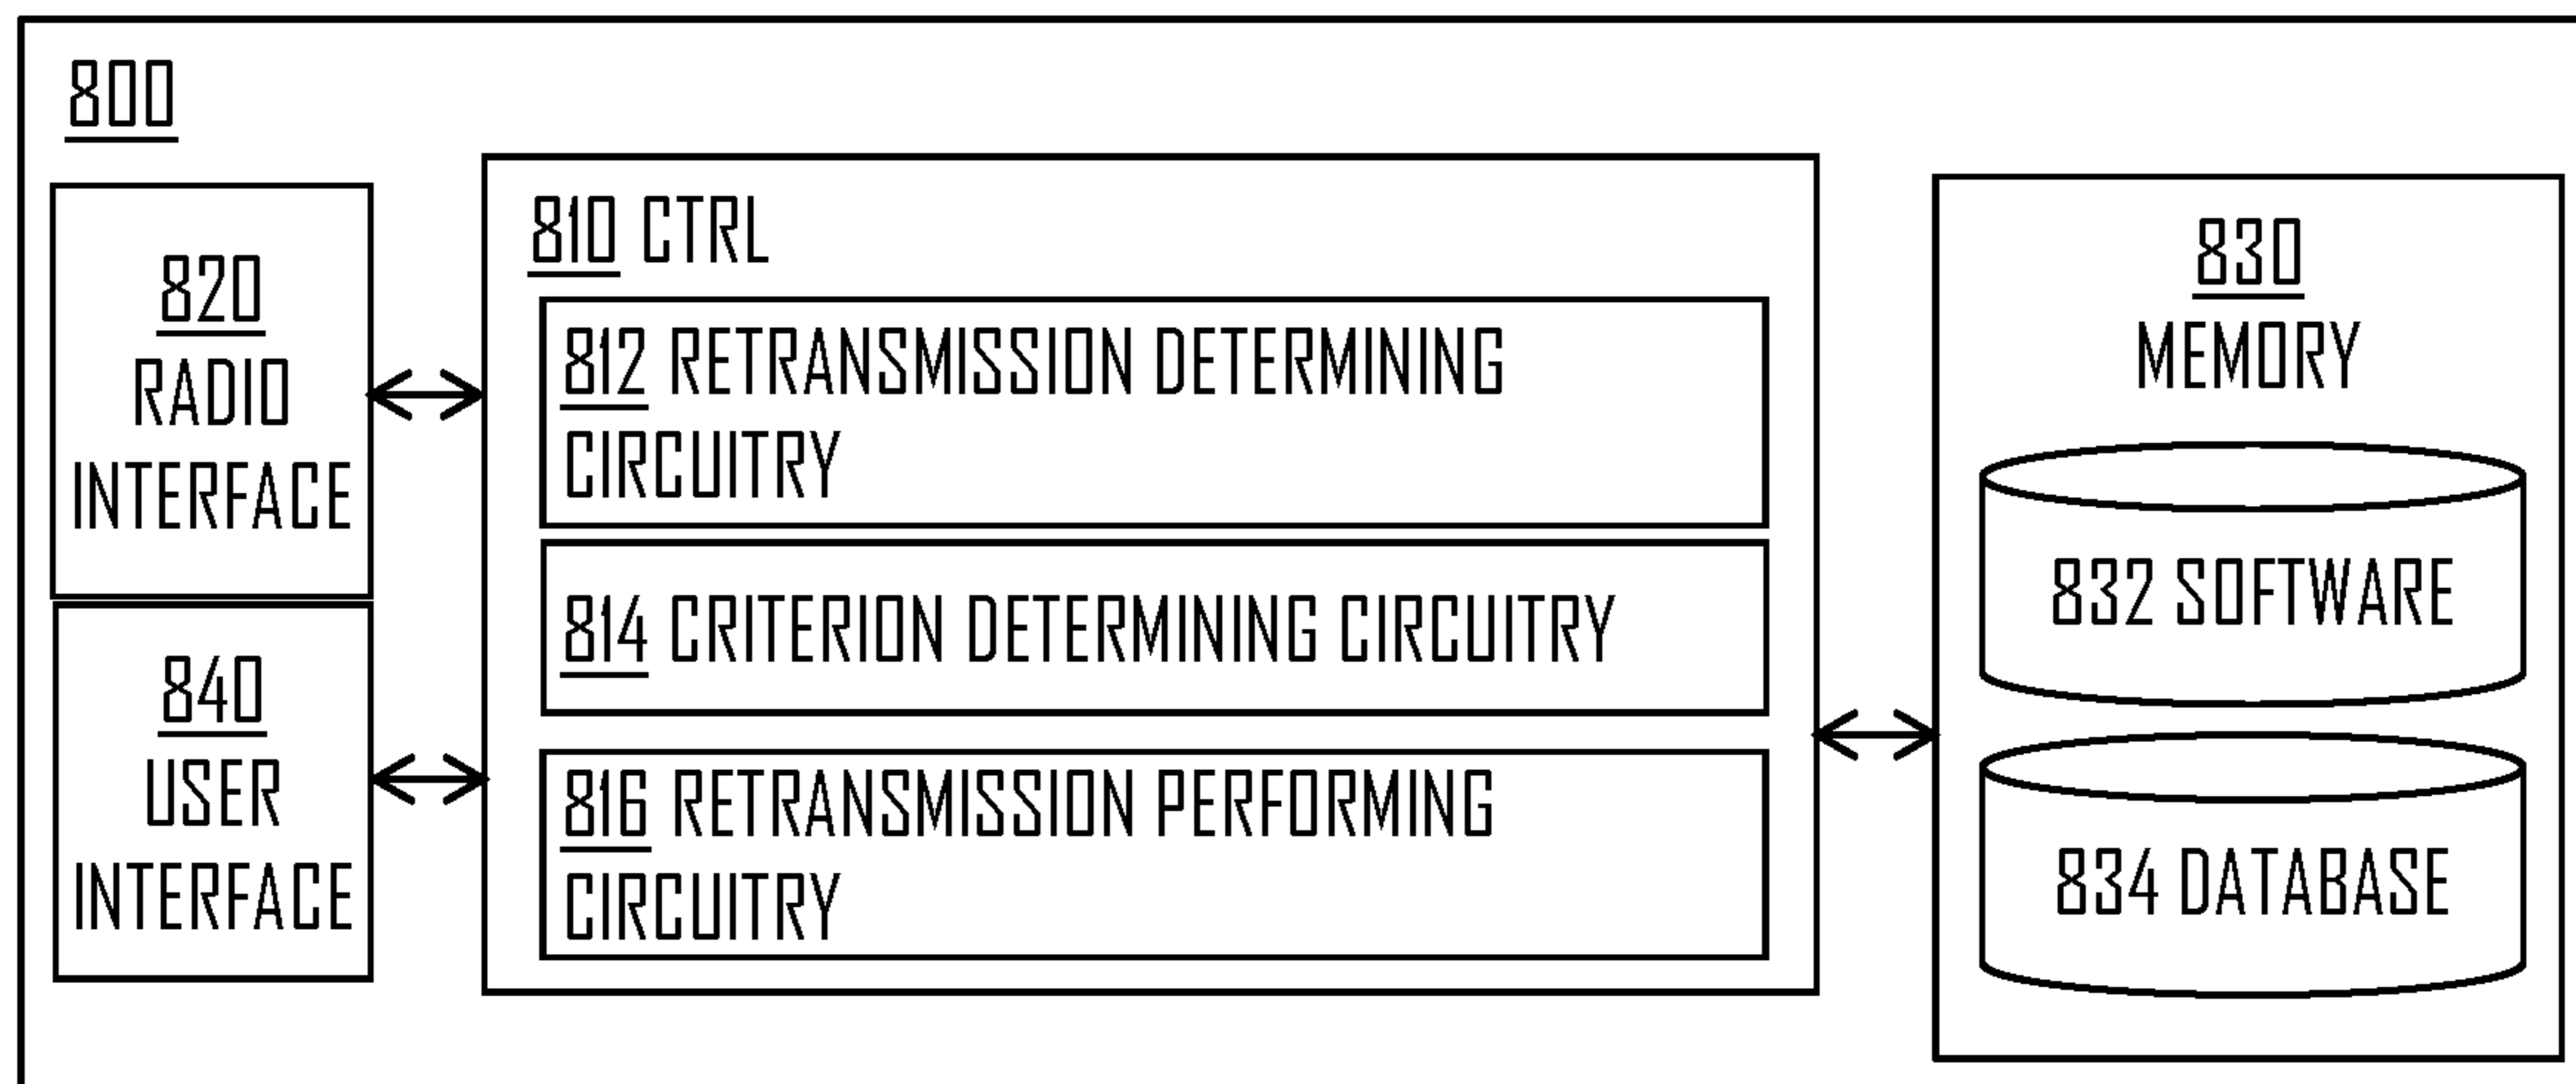 800
820
RADIO
INTERFACE
840
USER
INTERFACE
810 CTRL
812 RETRANSMISSION DETERMINING
CIRCUITRY
814 CRITERION DETERMINING CIRCUITRY
816 RETRANSMISSION PERFORMING
CIRCUITRY
830
MEMORY
832 SOFTWARE
834 DATABASE